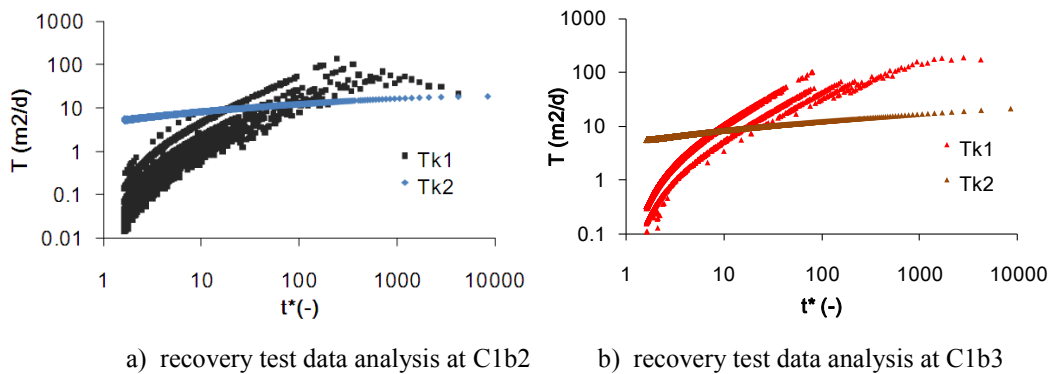 1000
100
10
1
0.1
0.01
T (m2/d)
Tk1
Tk2
1 10 100 1000 10000
t*(-)
a) recovery test data analysis at C1b2
1000
100
10
1
0.1
T (m2/d)
Tk1
Tk2
1 10 100 1000 10000
t* (-)
b) recovery test data analysis at C1b3